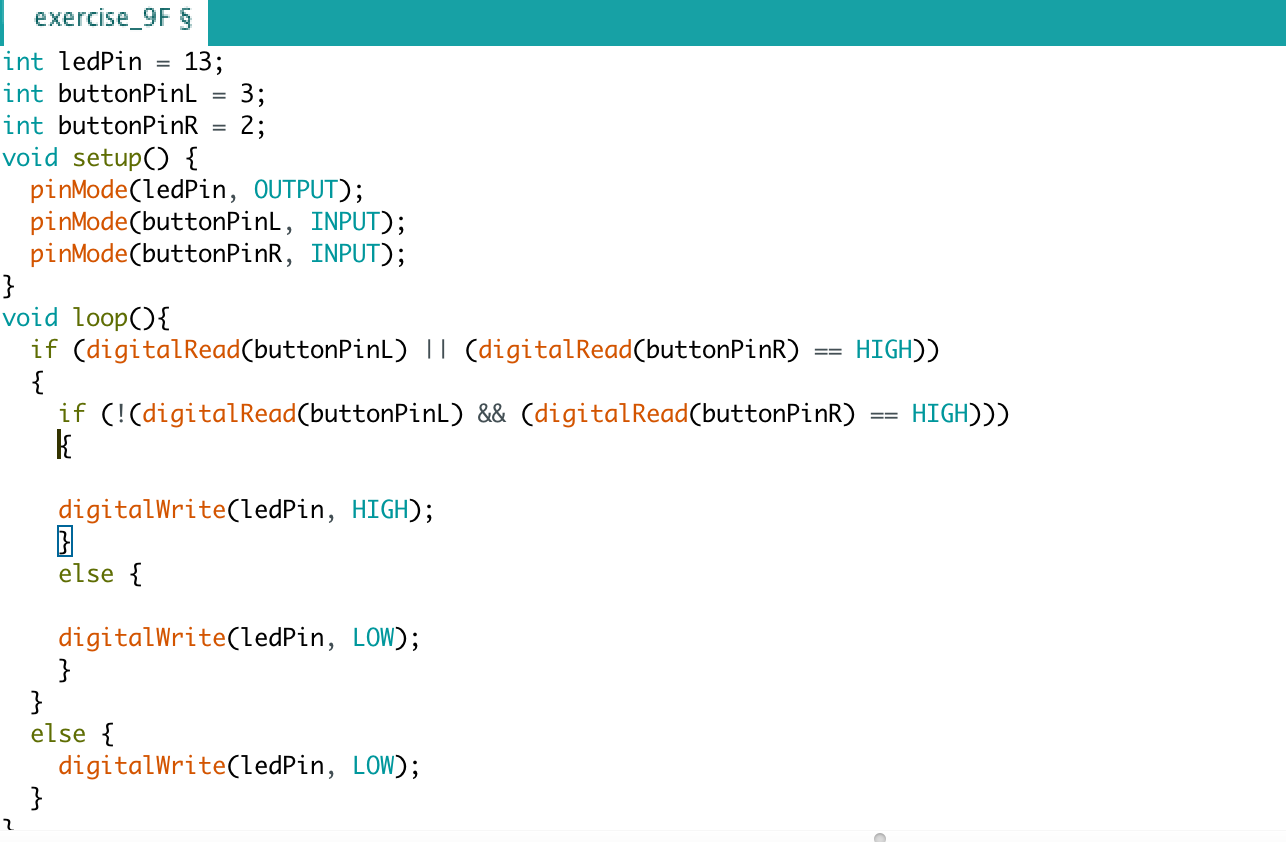 exercise_9F §
int ledPin = 13;
int buttonPinL = 3;
int buttonPinR = 2;
void setup() {
  pinMode(ledPin, OUTPUT);
  pinMode(buttonPinL, INPUT);
  pinMode(buttonPinR, INPUT);
}
void loop(){
  if (digitalRead(buttonPinL) || (digitalRead(buttonPinR) == HIGH))
  {
    if (!(digitalRead(buttonPinL) && (digitalRead(buttonPinR) == HIGH)))
    {
    digitalWrite(ledPin, HIGH);
    }
    else {
    digitalWrite(ledPin, LOW);
    }
  }
  else {
    digitalWrite(ledPin, LOW);
  }
}